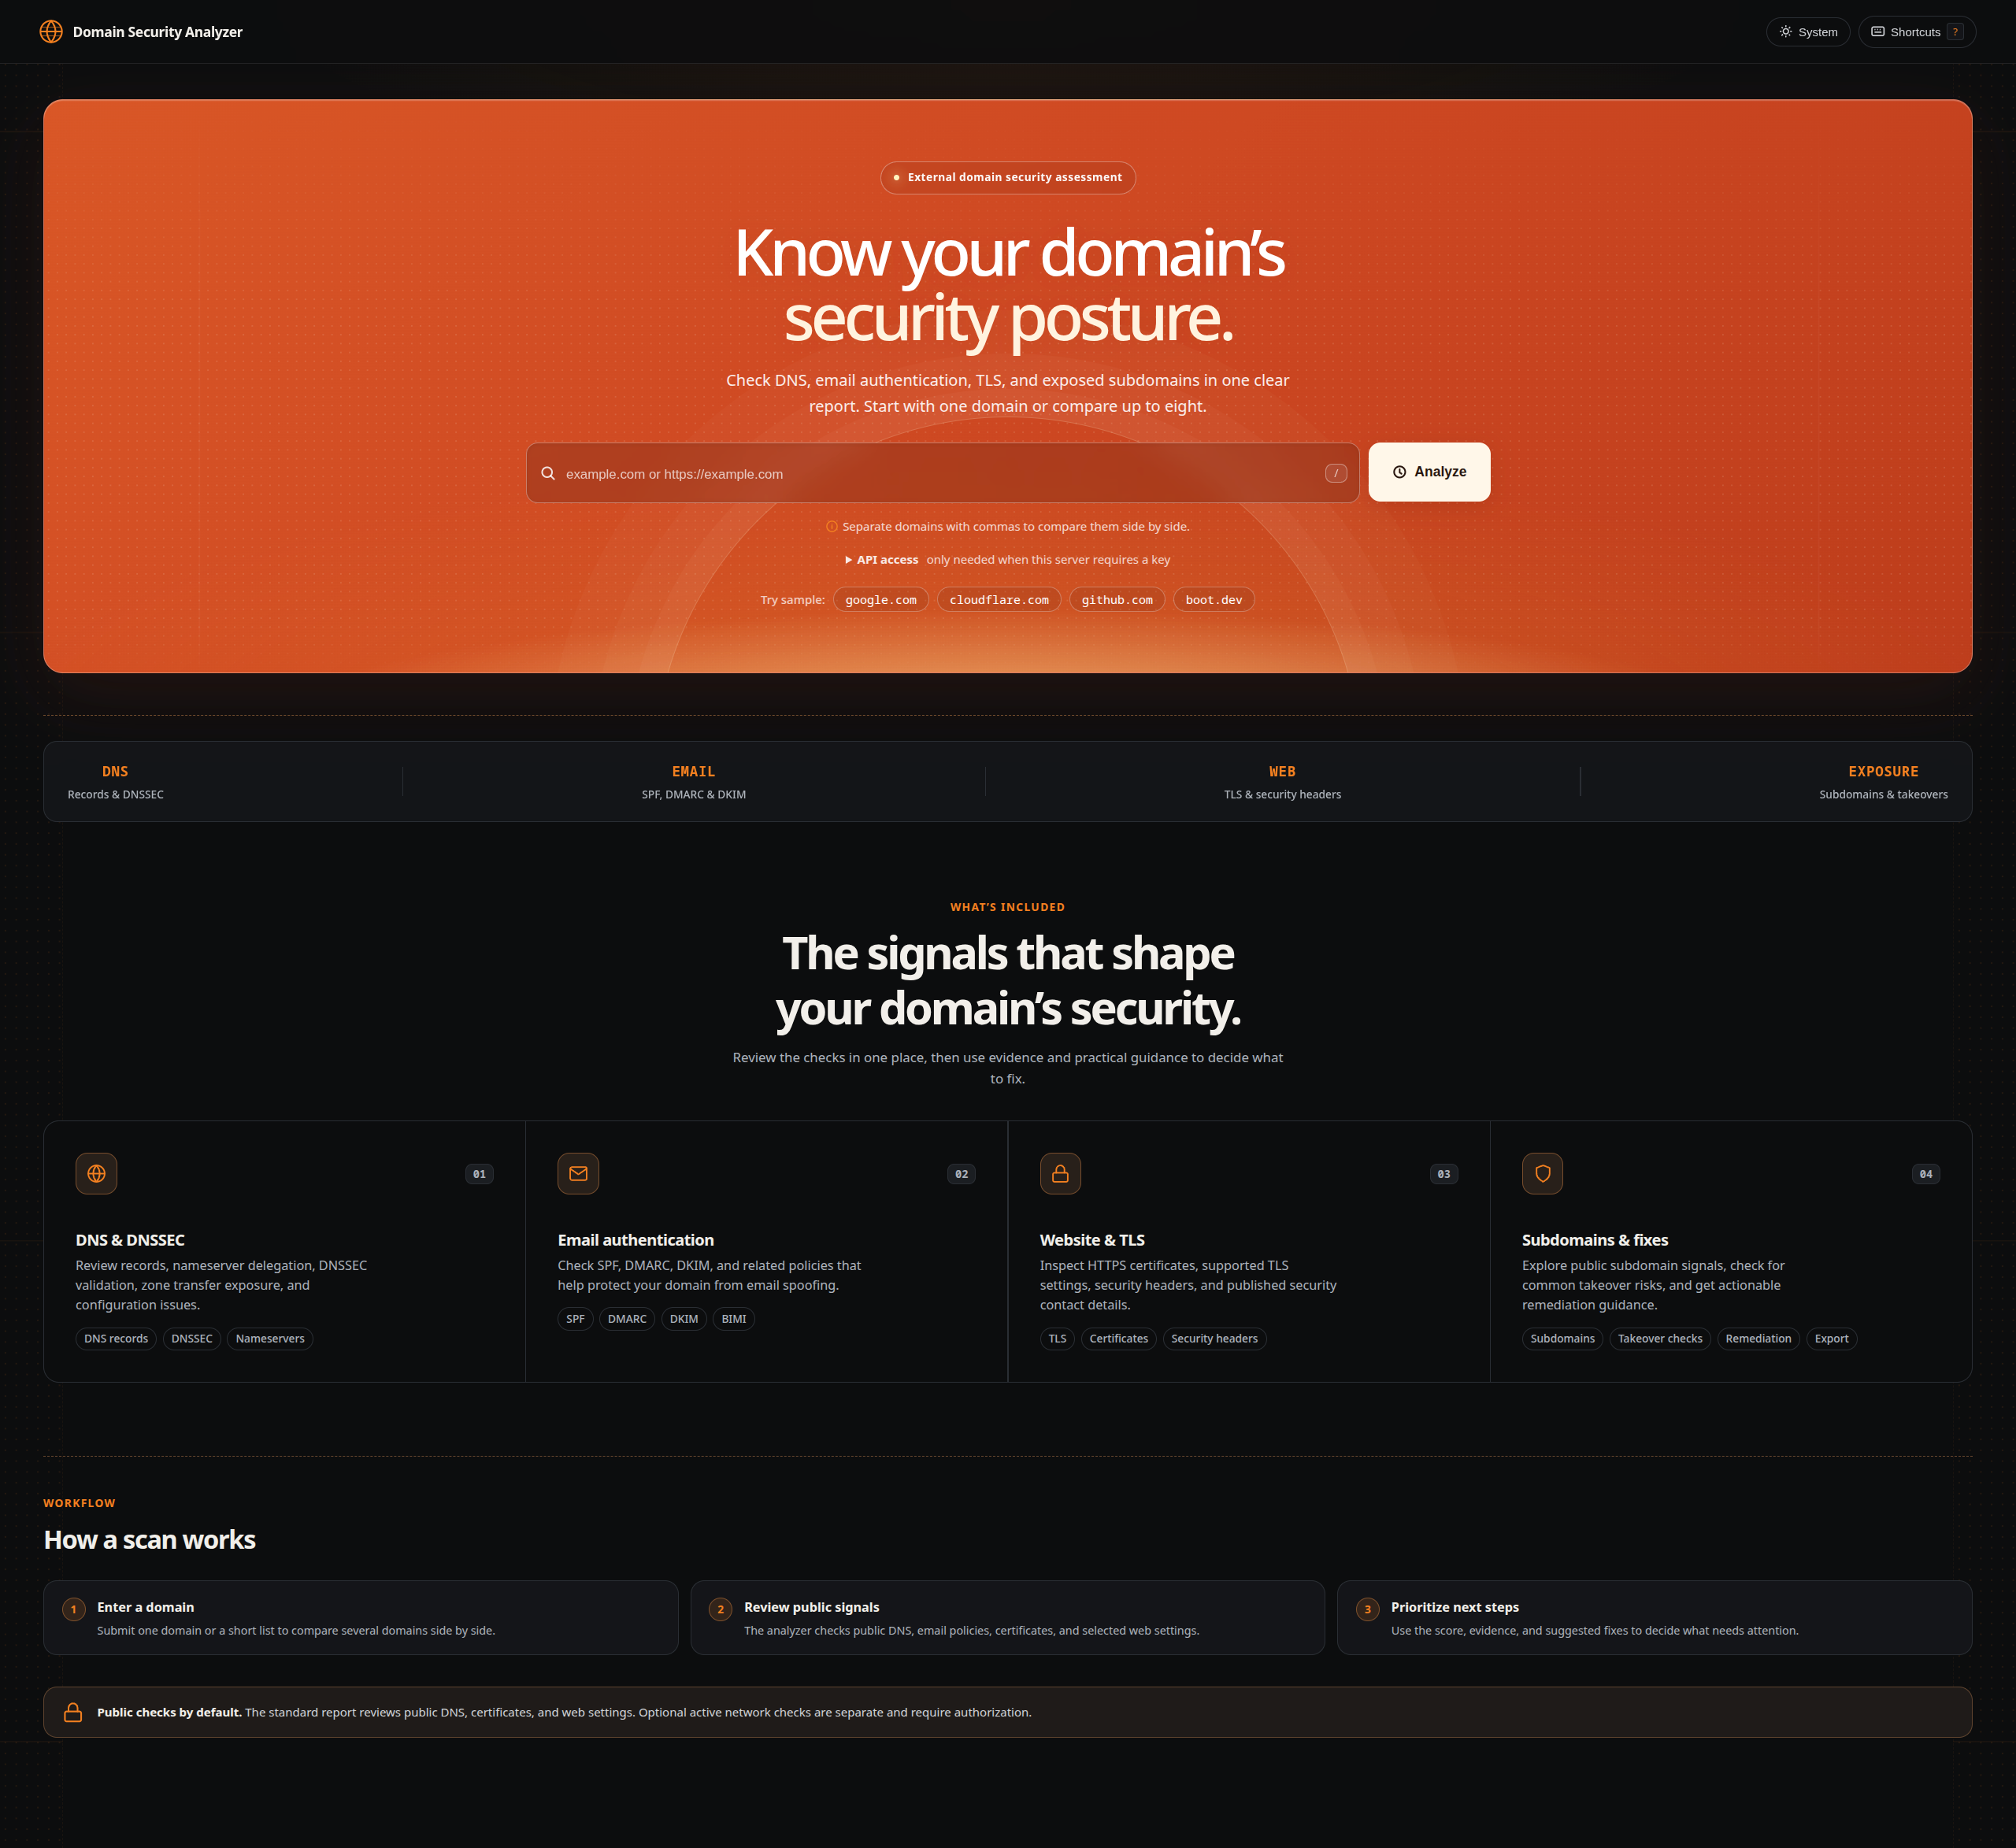 Domain Security Analyzer
System
Shortcuts ?
External domain security assessment
Know your domain’s
security posture.
Check DNS, email authentication, TLS, and exposed subdomains in one clear
report. Start with one domain or compare up to eight.
example.com or https://example.com
/
Analyze
Separate domains with commas to compare them side by side.
API access only needed when this server requires a key
Try sample: google.com cloudflare.com github.com boot.dev
DNS
Records & DNSSEC
EMAIL
SPF, DMARC & DKIM
WEB
TLS & security headers
EXPOSURE
Subdomains & takeovers
WHAT’S INCLUDED
The signals that shape
your domain’s security.
Review the checks in one place, then use evidence and practical guidance to decide what
to fix.
01
DNS & DNSSEC
Review records, nameserver delegation, DNSSEC
validation, zone transfer exposure, and
configuration issues.
DNS records DNSSEC Nameservers
02
Email authentication
Check SPF, DMARC, DKIM, and related policies that
help protect your domain from email spoofing.
SPF DMARC DKIM BIMI
03
Website & TLS
Inspect HTTPS certificates, supported TLS
settings, security headers, and published security
contact details.
TLS Certificates Security headers
04
Subdomains & fixes
Explore public subdomain signals, check for
common takeover risks, and get actionable
remediation guidance.
Subdomains Takeover checks Remediation Export
WORKFLOW
How a scan works
1
Enter a domain
Submit one domain or a short list to compare several domains side by side.
2
Review public signals
The analyzer checks public DNS, email policies, certificates, and selected web settings.
3
Prioritize next steps
Use the score, evidence, and suggested fixes to decide what needs attention.
Public checks by default. The standard report reviews public DNS, certificates, and web settings. Optional active network checks are separate and require authorization.